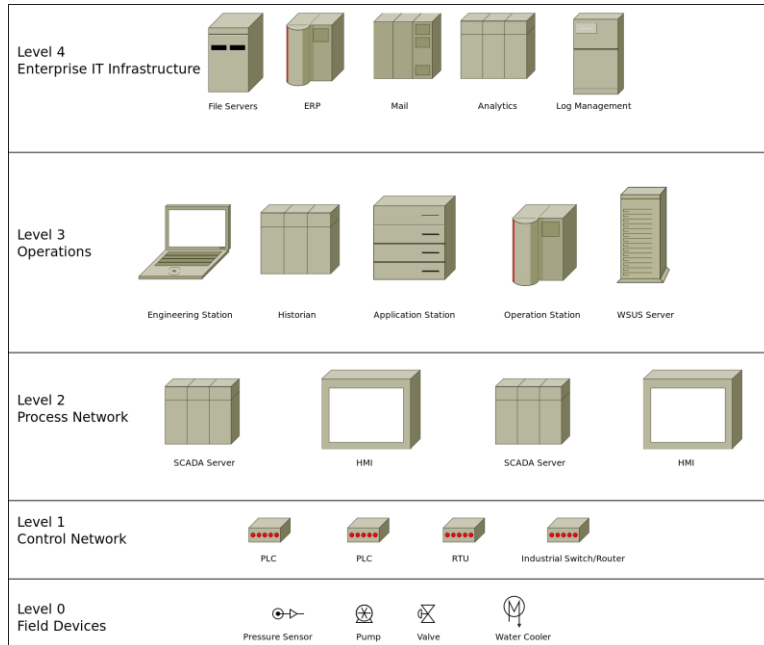 Level 4
Enterprise IT Infrastructure
File Servers
ERP
Mail
Analytics
Log Management
Level 3
Operations
Engineering Station
Historian
Application Station
Operation Station
WSUS Server
Level 2
Process Network
SCADA Server
HMI
SCADA Server
HMI
Level 1
Control Network
PLC
PLC
RTU
Industrial Switch/Router
Level 0
Field Devices
M
Pressure Sensor
Pump
Valve
Water Cooler